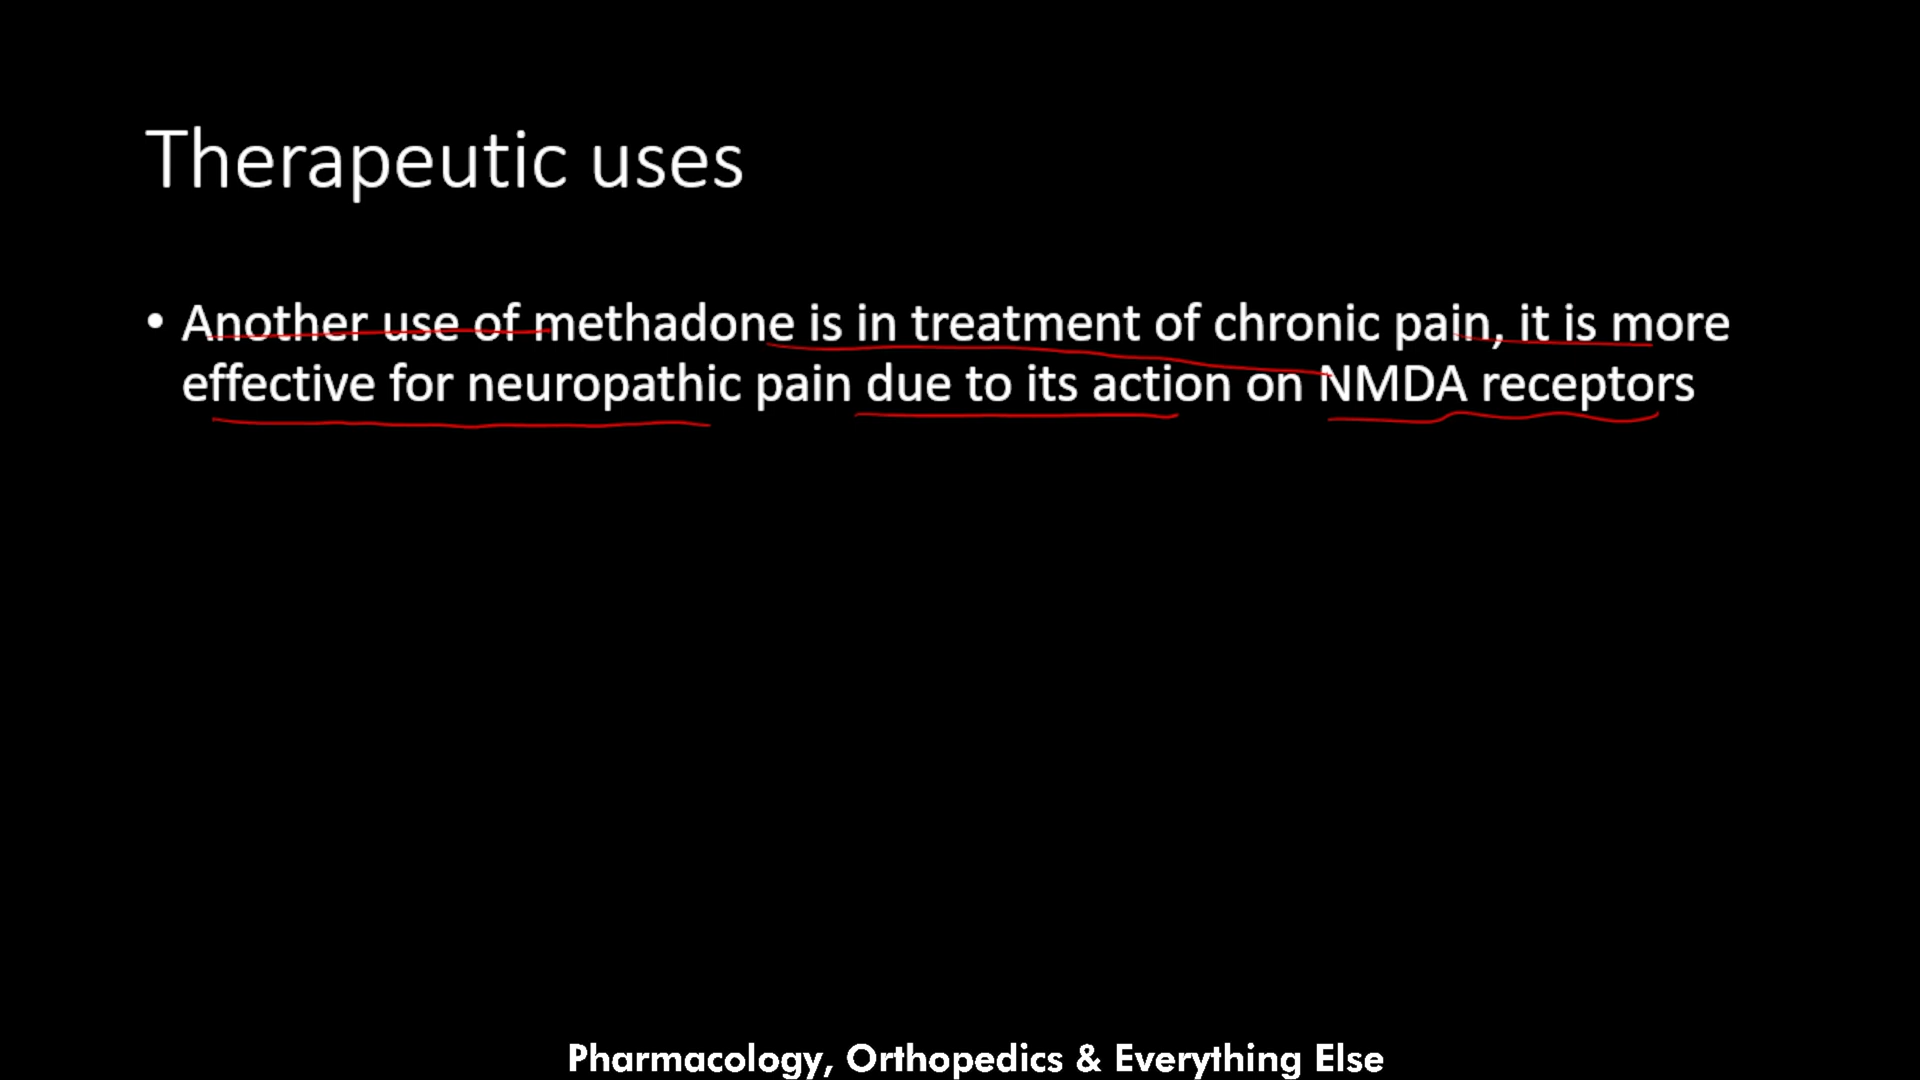 Therapeutic uses
• Another use of methadone is in treatment of chronic pain, it is more
effective for neuropathic pain due to its action on NMDA receptors
Pharmacology, Orthopedics & Everything Else